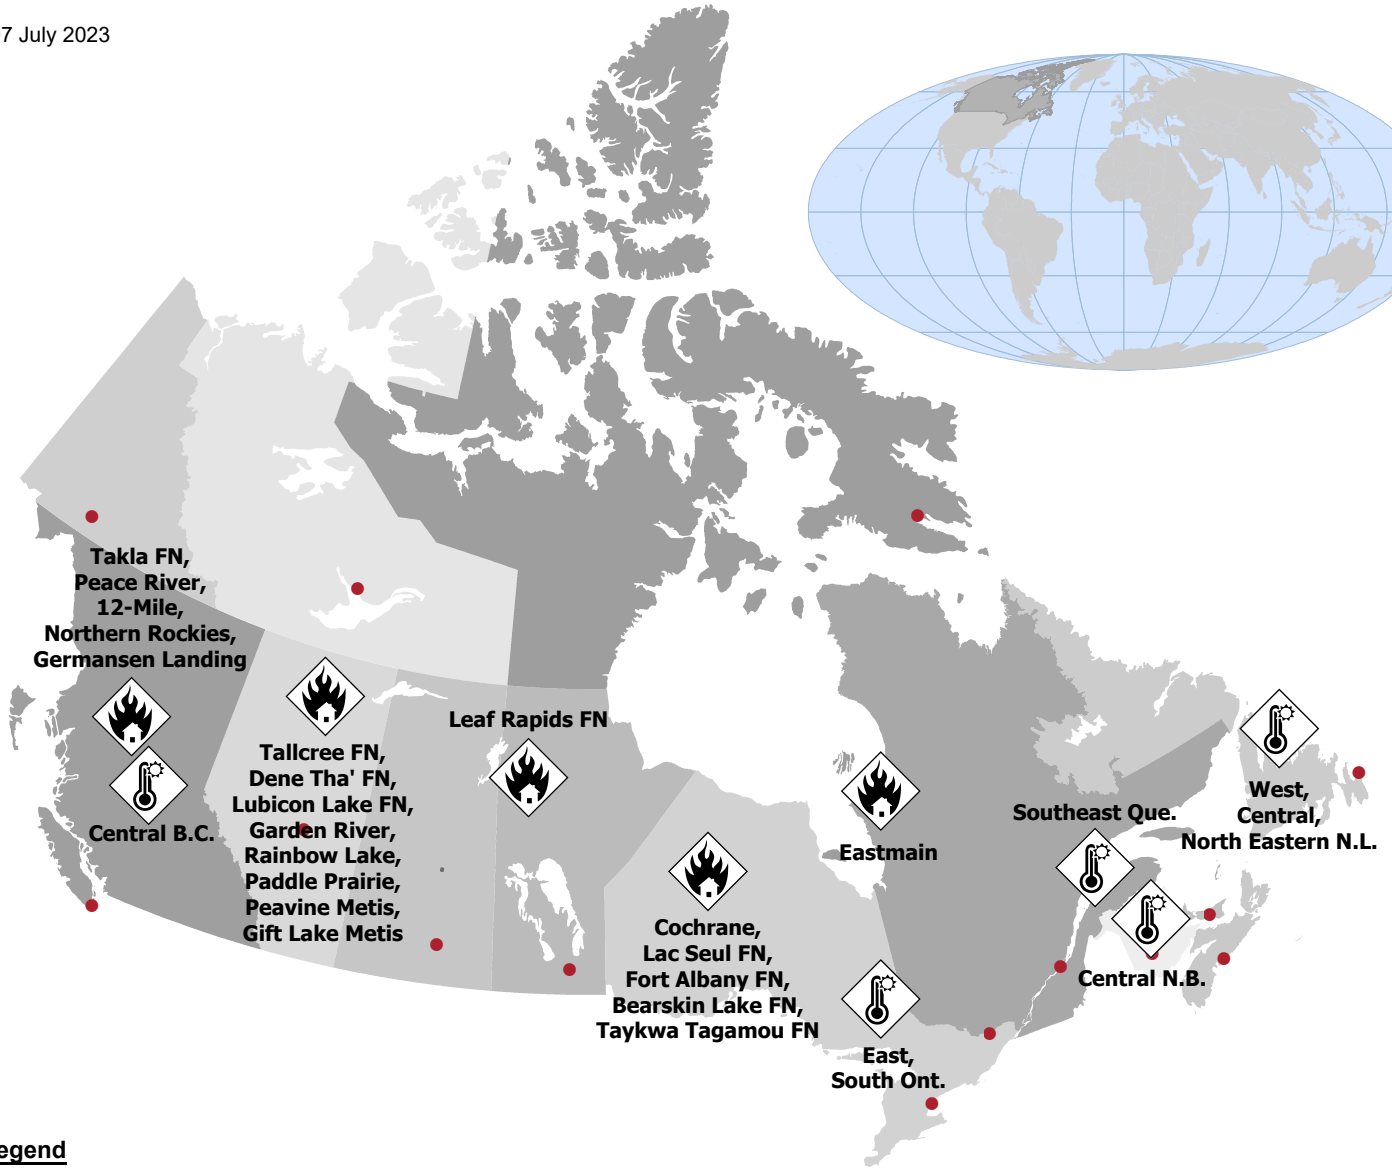 7 July 2023
Takla FN,
Peace River,
12-Mile,
Northern Rockies,
Germansen Landing
Central B.C.
Tallcree FN,
Dene Tha' FN,
Lubicon Lake FN,
Garden River,
Rainbow Lake,
Paddle Prairie,
Peavine Metis,
Gift Lake Metis
Leaf Rapids FN
Cochrane,
Lac Seul FN,
Fort Albany FN,
Bearskin Lake FN,
Taykwa Tagamou FN
Eastmain
East,
South Ont.
Southeast Que.
Central N.B.
West,
Central,
North Eastern N.L.
egend